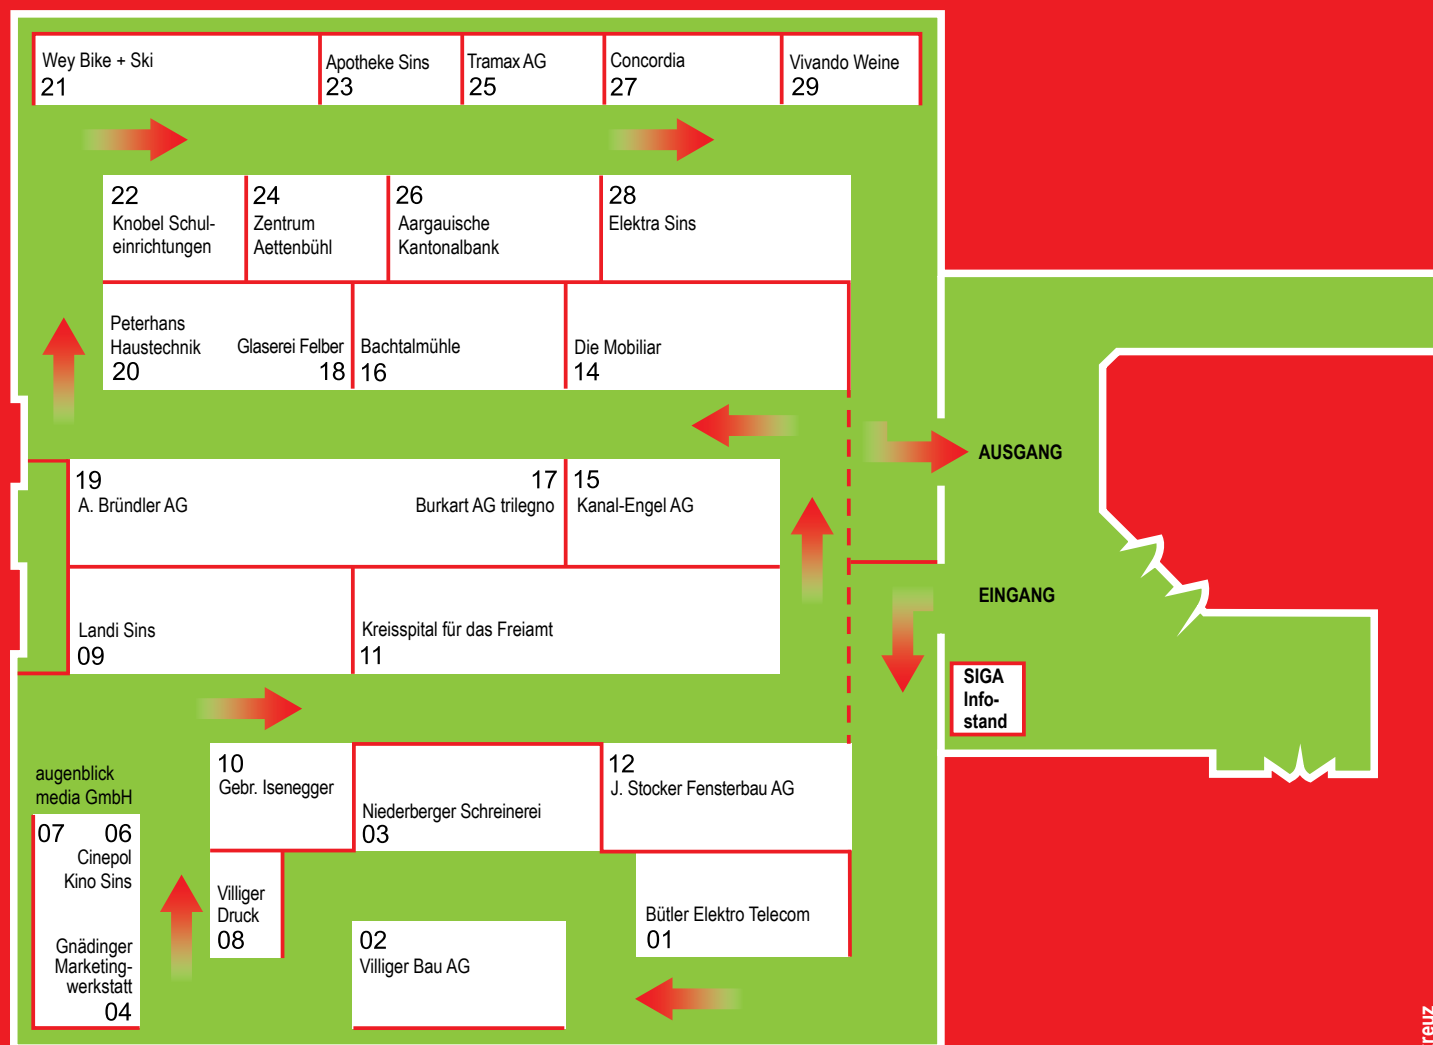 Wey Bike + Ski
21
Apotheke Sins
23
Tramax AG
25
Concordia
27
Vivando Weine
29
22
Knobel Schul-
einrichtungen
24
Zentrum
Aettenbühl
26
Aargauische
Kantonalbank
28
Elektra Sins
Peterhans
Haustechnik
20
Glaserei Felber
18
Bachtalmühle
16
Die Mobiliar
14
AUSGANG
19
A. Bründler AG
17
Burkart AG trilegno
15
Kanal-Engel AG
EINGANG
Landi Sins
09
Kreisspital für das Freiamt
11
SIGA
Info-
stand
augenblick
media GmbH
07 06
Cinepol
Kino Sins
Gnädinger
Marketing-
werkstatt
04
10
Gebr. Isenegger
Niederberger Schreinerei
03
12
J. Stocker Fensterbau AG
Villiger
Druck
08
02
Villiger Bau AG
Bütler Elektro Telecom
01
reuz